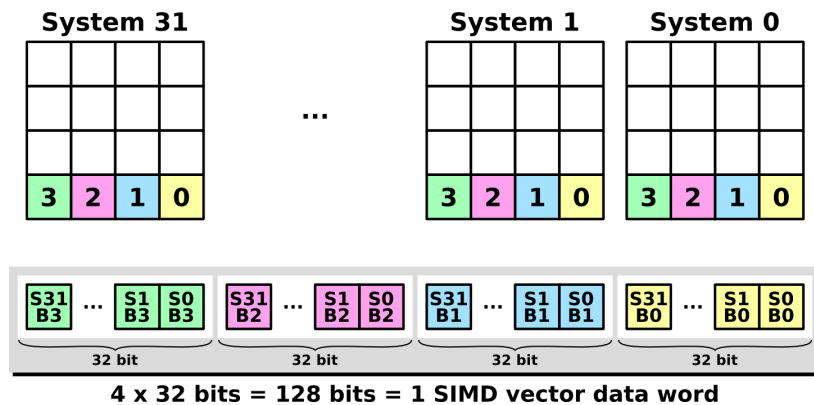 System 31
System 1
System 0
...
3 2 1 0
3 2 1 0
3 2 1 0
S31 ... S1 S0
B3 B3 B3
S31 ... S1 S0
B2 B2 B2
S31 ... S1 S0
B1 B1 B1
S31 ... S1 S0
B0 B0 B0
32 bit
32 bit
32 bit
32 bit
4 x 32 bits = 128 bits = 1 SIMD vector data word